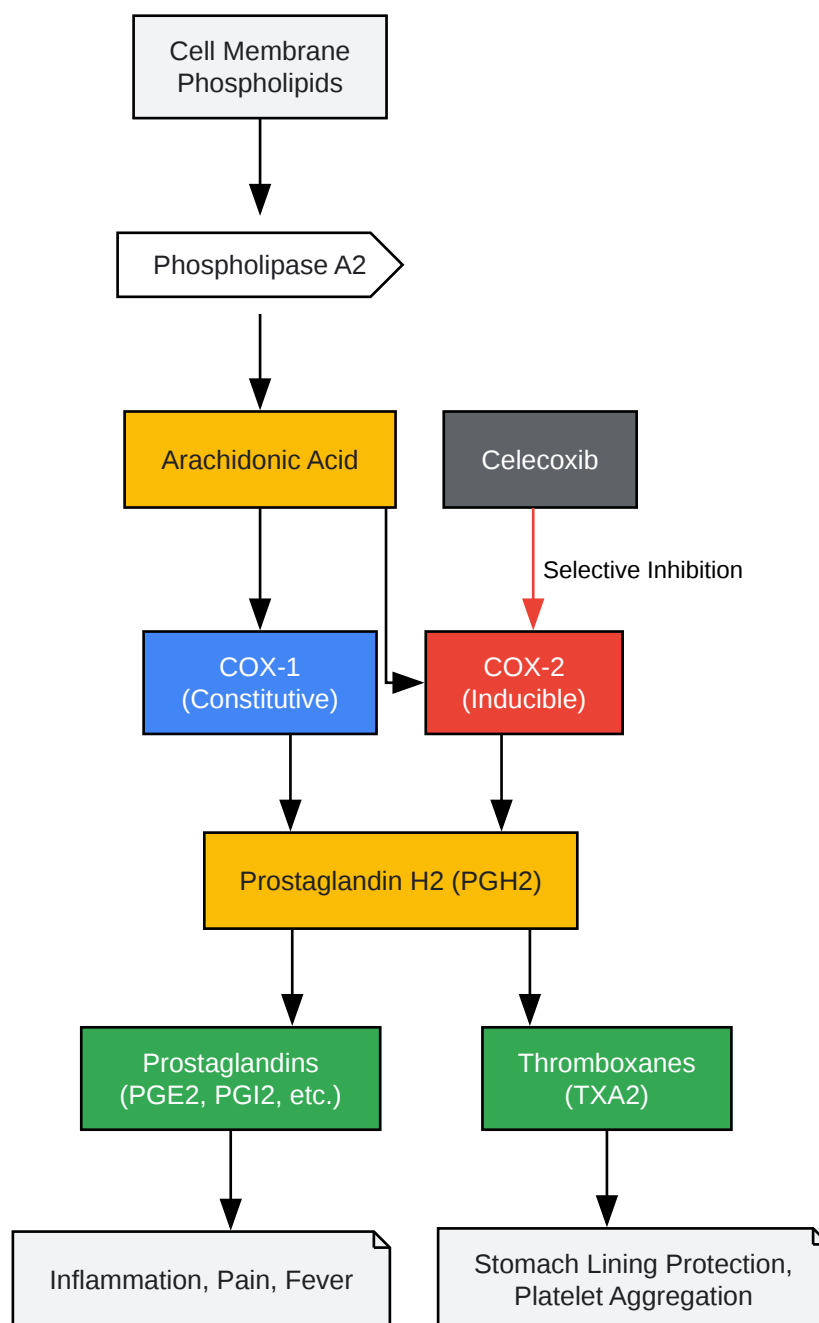 Cell Membrane
Phospholipids
Phospholipase A2
Arachidonic Acid
Celecoxib
Selective Inhibition
COX-1
(Constitutive)
COX-2
(Inducible)
Prostaglandin H2 (PGH2)
Prostaglandins
(PGE2, PGI2, etc.)
Thromboxanes
(TXA2)
Inflammation, Pain, Fever
Stomach Lining Protection,
Platelet Aggregation